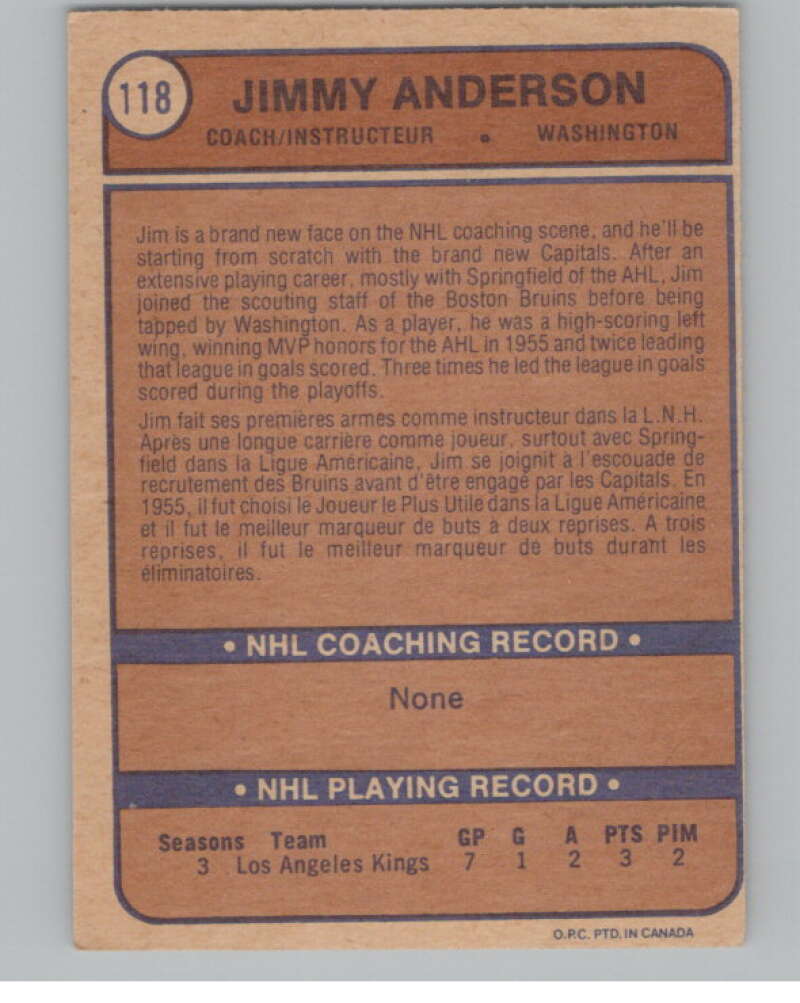 118
JIMMY ANDERSON
COACH/INSTRUCTEUR • WASHINGTON
Jim is a brand new face on the NHL coaching scene, and he'll be
starting from scratch with the brand new Capitals. After an
extensive playing career, mostly with Springfield of the AHL, Jim
joined the scouting staff of the Boston Bruins before being
tapped by Washington. As a player, he was a high-scoring left
wing, winning MVP honors for the AHL in 1955 and twice leading
that league in goals scored. Three times he led the league in goals
scored during the playoffs.
Jim fait ses premières armes comme instructeur dans la L.N.H.
Après une longue carrière comme joueur, surtout avec Spring-
field dans la Ligue Américaine, Jim se joignit à l'escouade de
recrutement des Bruins avant d'être engagé par les Capitals. En
1955, il fut choisi le Joueur le Plus Utile dans la Ligue Américaine
et il fut le meilleur marqueur de buts à deux reprises. A trois
reprises, il fut le meilleur marqueur de buts durant les
éliminatoires.
• NHL COACHING RECORD •
None
• NHL PLAYING RECORD •
Seasons Team GP G A PTS PIM
3 Los Angeles Kings 7 1 2 3 2
O.P.C. PTD. IN CANADA